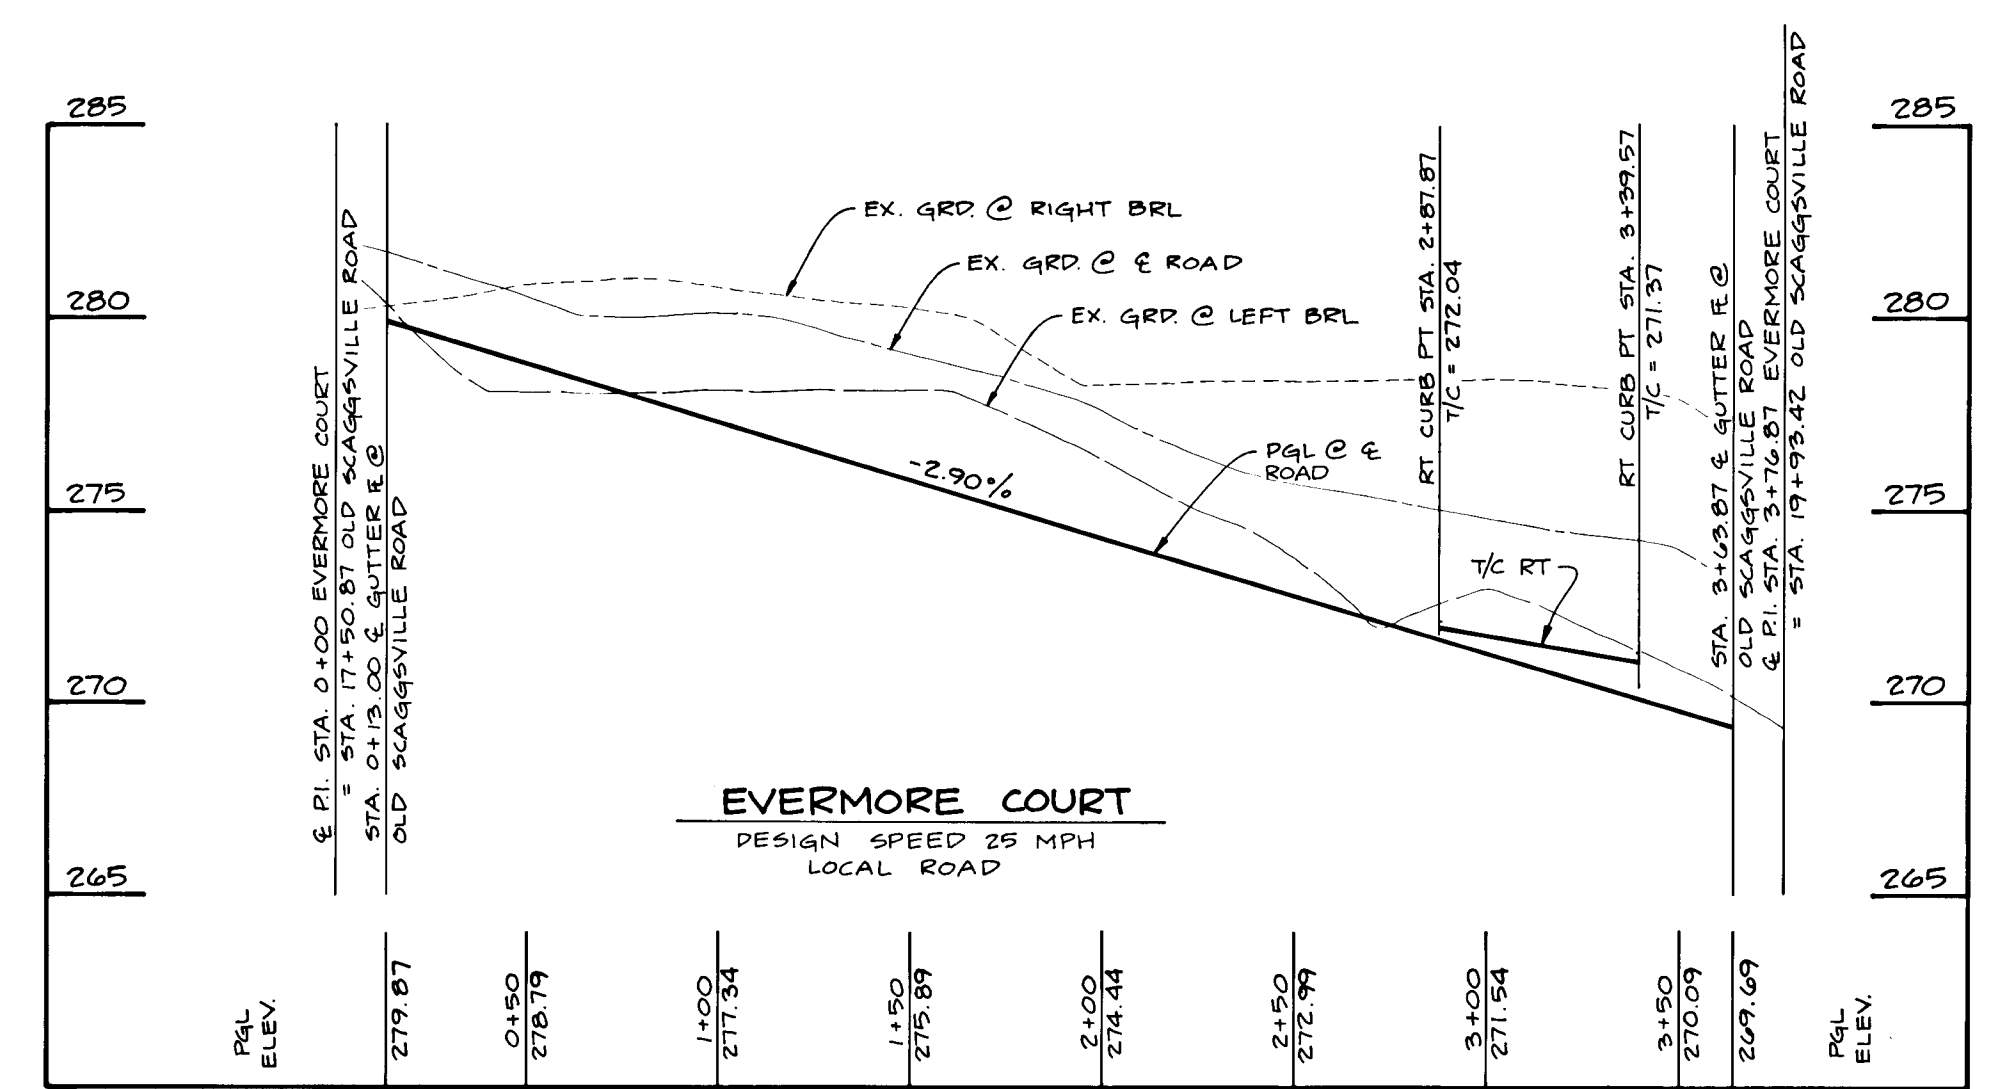 285
280
275
270
265
285
280
275
270
265
℄ P.I. STA. 0+00 EVERMORE COURT
= STA. 17+50.87 OLD SCAGGSVILLE ROAD
STA. 0+13.00 ℄ GUTTER ℄ @
OLD SCAGGSVILLE ROAD
EX. GRD. @ RIGHT BRL
EX. GRD. @ ℄ ROAD
EX. GRD. @ LEFT BRL
-2.90%
PGL @ ℄
ROAD
RT CURB PT STA. 2+87.87
T/C = 272.04
RT CURB PT STA. 3+39.57
T/C = 271.37
T/C RT
STA. 3+63.87 ℄ GUTTER @
OLD SCAGGSVILLE ROAD
℄ P.I. STA. 3+76.87 EVERMORE COURT
= STA. 19+93.42 OLD SCAGGSVILLE ROAD
EVERMORE COURT
DESIGN SPEED 25 MPH
LOCAL ROAD
PGL
ELEV.
279.87
0+50
278.79
1+00
277.34
1+50
275.89
2+00
274.44
2+50
272.99
3+00
271.54
3+50
270.09
269.69
PGL
ELEV.